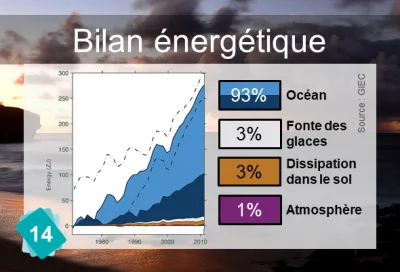 Bilan énergétique
300
250
200
150
100
50
0
Energy (ZJ)
1980
1990
2000
2010
93%
Océan
3%
Fonte des
glaces
3%
Dissipation
dans le sol
1%
Atmosphère
Source : GIEC
14